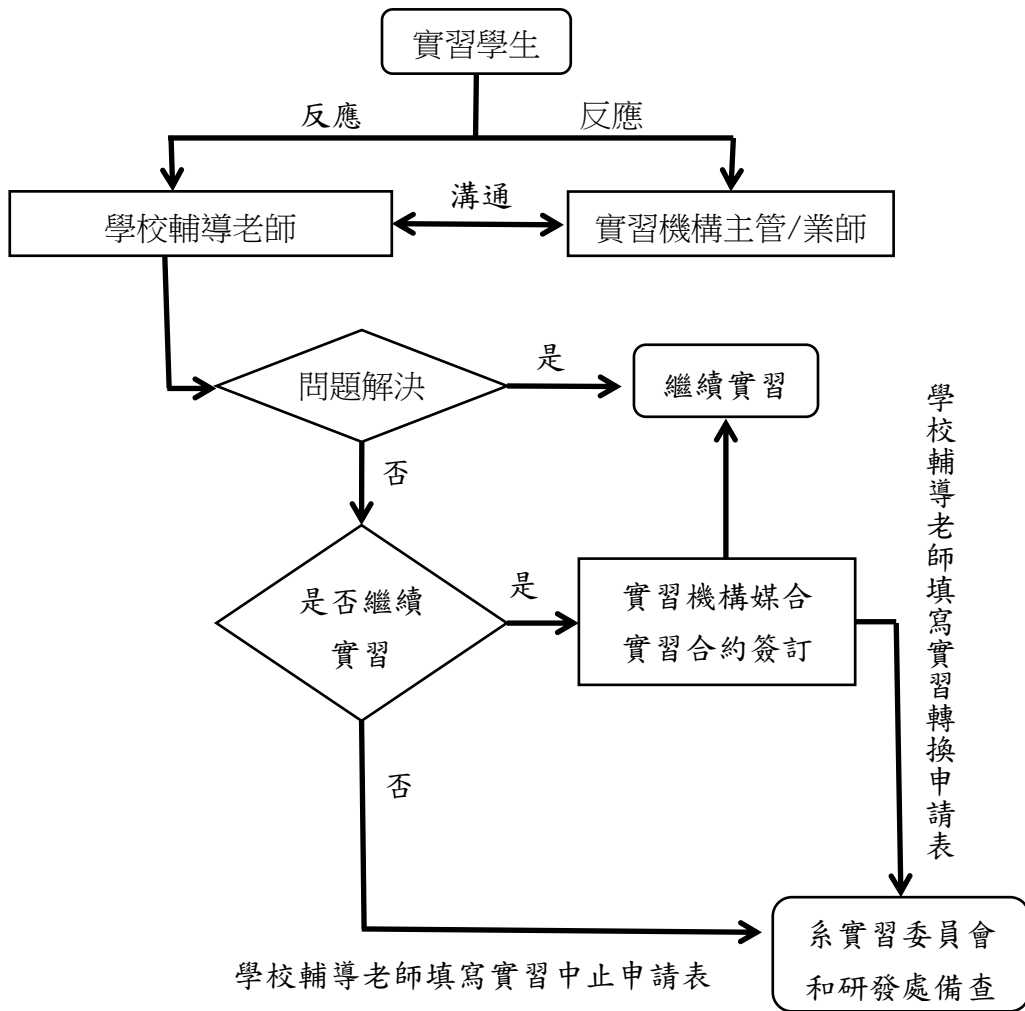 實習學生
反應
反應
學校輔導老師
溝通
實習機構主管/業師
問題解決
是
繼續實習
否
是否繼續
實習
是
實習機構媒合
實習合約簽訂
學校輔導老師填寫實習轉換申請表
否
學校輔導老師填寫實習中止申請表
系實習委員會
和研發處備查